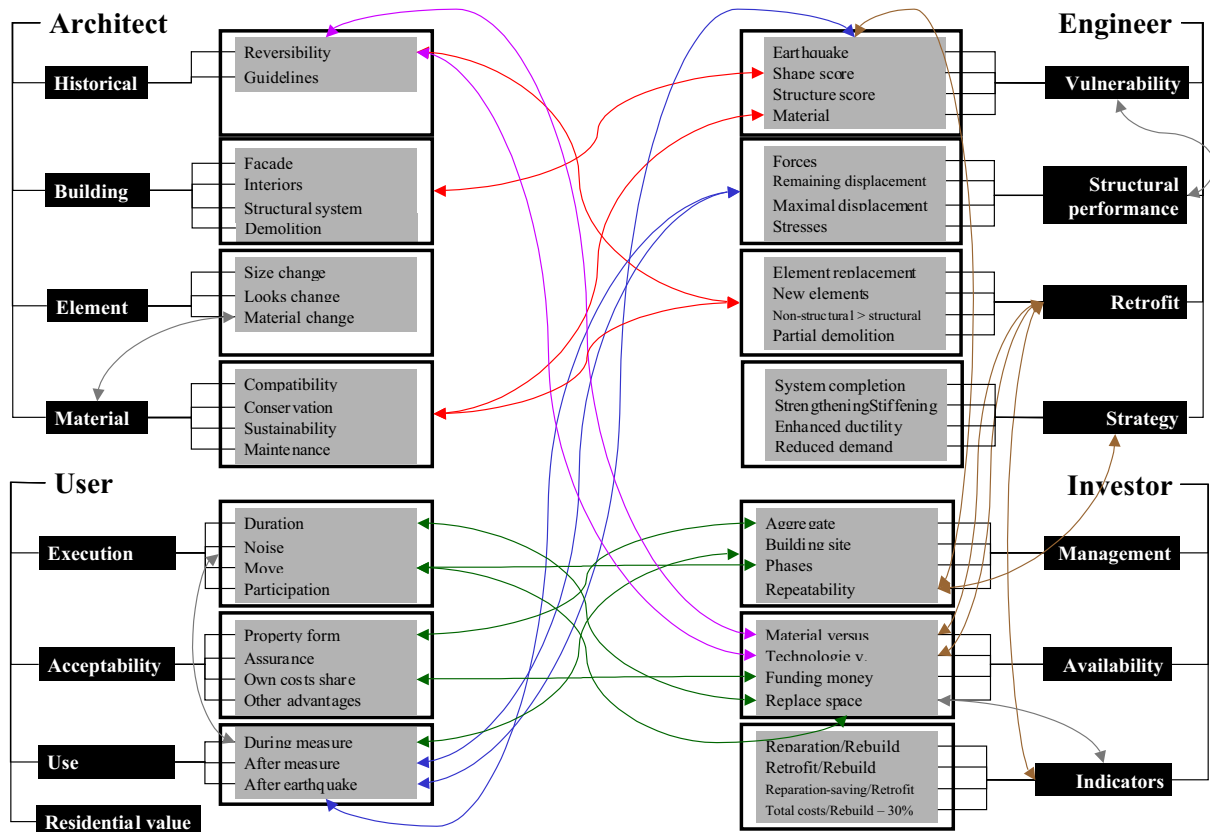 Architect
Historical
Reversibility
Guidelines
Building
Facade
Interiors
Structural system
Demolition
Element
Size change
Looks change
Material change
Material
Compatibility
Conservation
Sustainability
Maintenance
Engineer
Earthquake
Shape score
Structure score
Material
Vulnerability
Forces
Remaining displacement
Maximal displacement
Stresses
Structural
performance
Element replacement
New elements
Non-structural > structural
Partial demolition
Retrofit
System completion
StrengtheningStiffening
Enhanced ductility
Reduced demand
Strategy
User
Execution
Duration
Noise
Move
Participation
Acceptability
Property form
Assurance
Own costs share
Other advantages
Use
During measure
After measure
After earthquake
Residential value
Investor
Aggregate
Building site
Phases
Repeatability
Management
Material versus
Technologie v.
Funding money
Replace space
Availability
Reparation/Rebuild
Retrofit/Rebuild
Reparation-saving/Retrofit
Total costs/Rebuild – 30%
Indicators